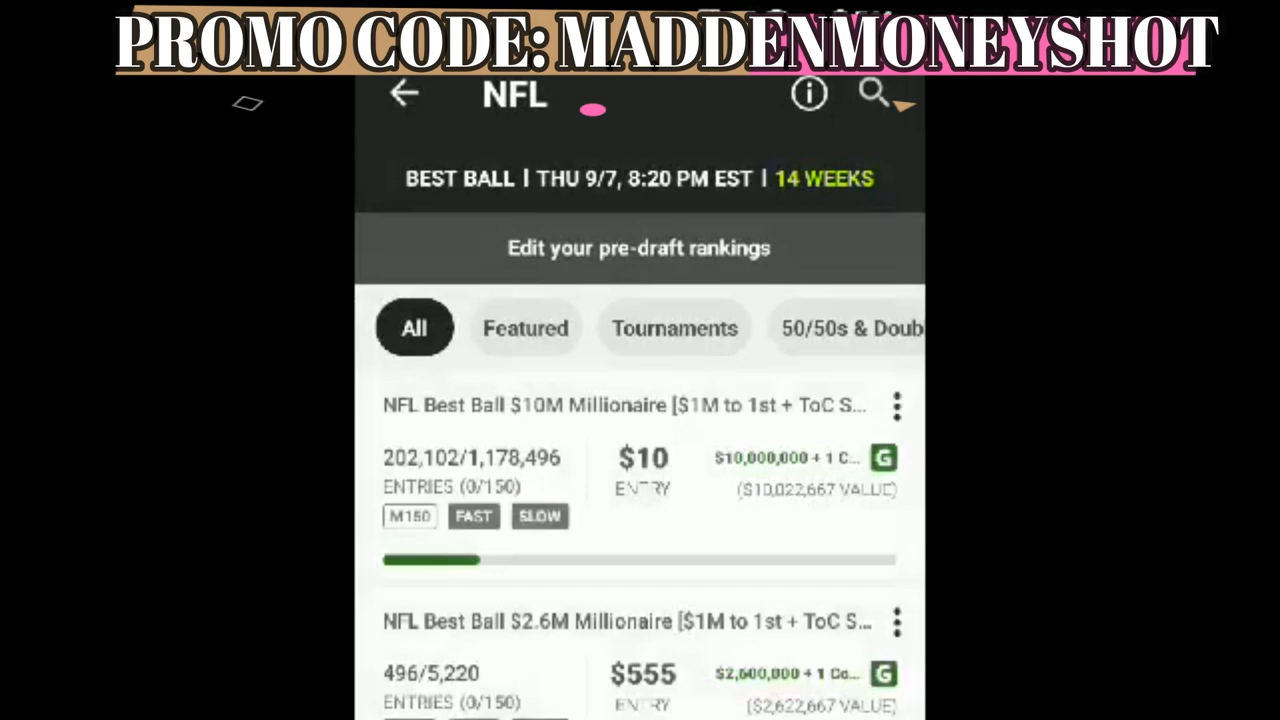 PROMO CODE: MADDENMONEYSHOT
NFL
BEST BALL | THU 9/7, 8:20 PM EST | 14 WEEKS
Edit your pre-draft rankings
All Featured Tournaments 50/50s & Doub
NFL Best Ball $10M Millionaire [$1M to 1st + ToC S...
202,102/1,178,496 $10 $10,000,000 + 1 C... G
ENTRIES (0/150) ENTRY ($10,022,667 VALUE)
M150 FAST SLOW
NFL Best Ball $2.6M Millionaire [$1M to 1st + ToC S...
496/5,220 $555 $2,600,000 + 1 Co... G
ENTRIES (0/150) ENTRY ($2,622,667 VALUE)